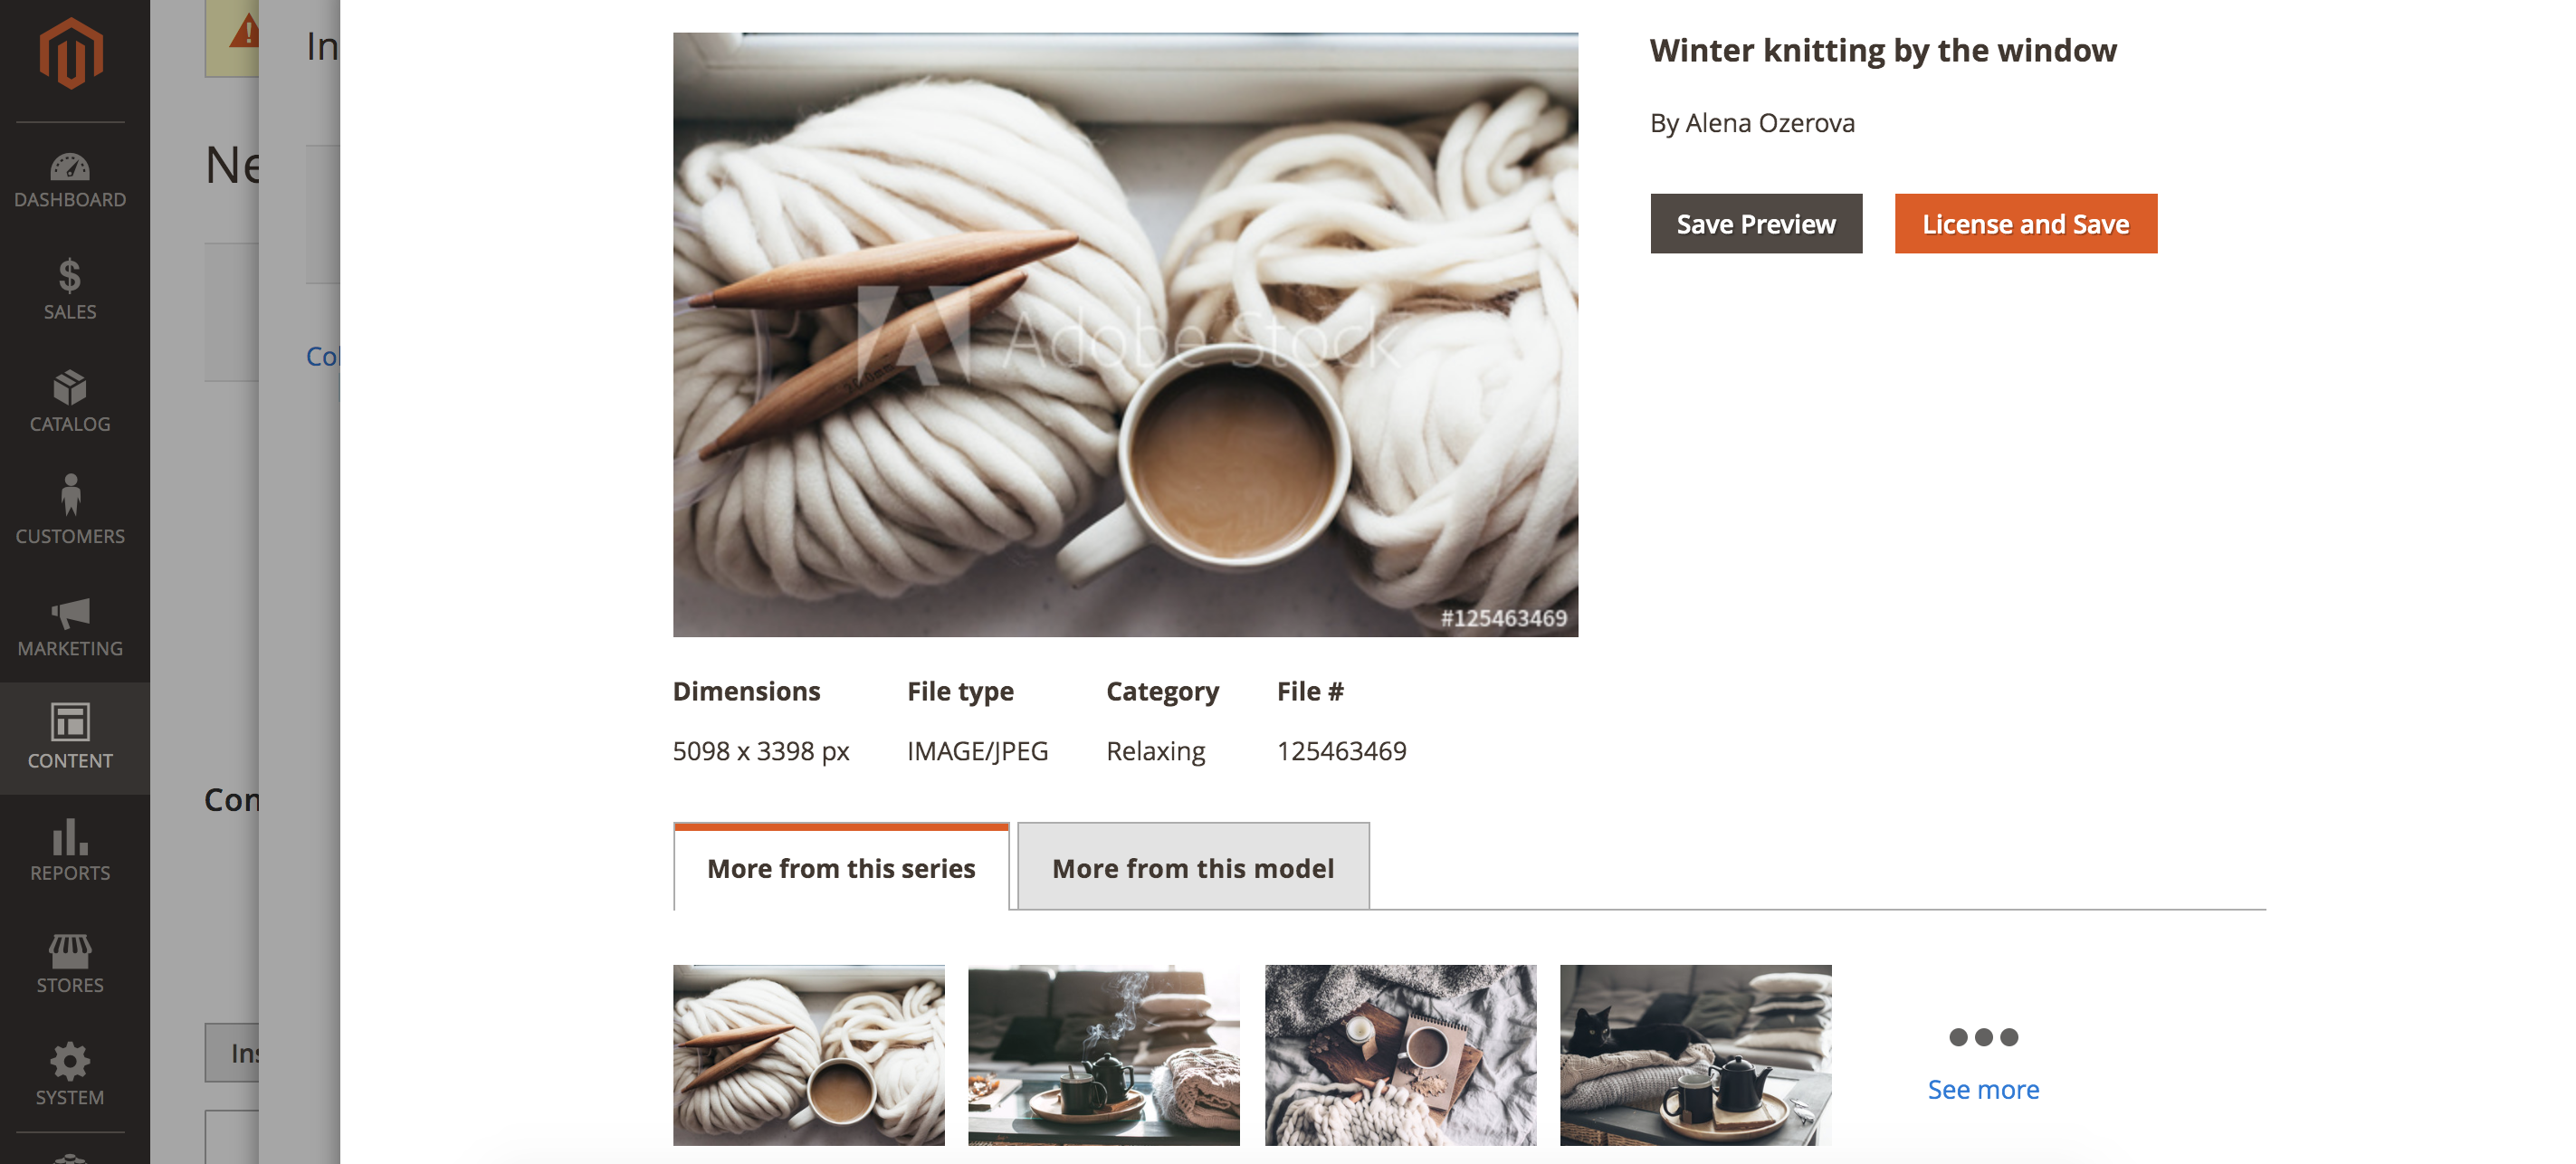 DASHBOARD
SALES
CATALOG
CUSTOMERS
MARKETING
CONTENT
REPORTS
STORES
SYSTEM
Ne
Con
Ins
In
Col
Adobe Stock
#125463469
Winter knitting by the window
By Alena Ozerova
Save Preview
License and Save
Dimensions
File type
Category
File #
5098 x 3398 px
IMAGE/JPEG
Relaxing
125463469
More from this series
More from this model
See more